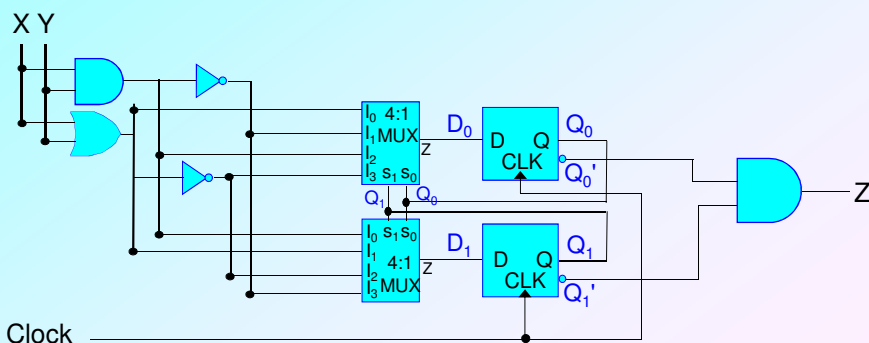 X Y
I0 4:1
I1 MUX
I2
I3 s1 s0
z
D0
D Q
CLK
Q0
Q0'
Q1 Q0
I0 s1 s0
I1
4:1
I2
MUX
I3
z
D1
D Q
CLK
Q1
Q1'
Z
Clock